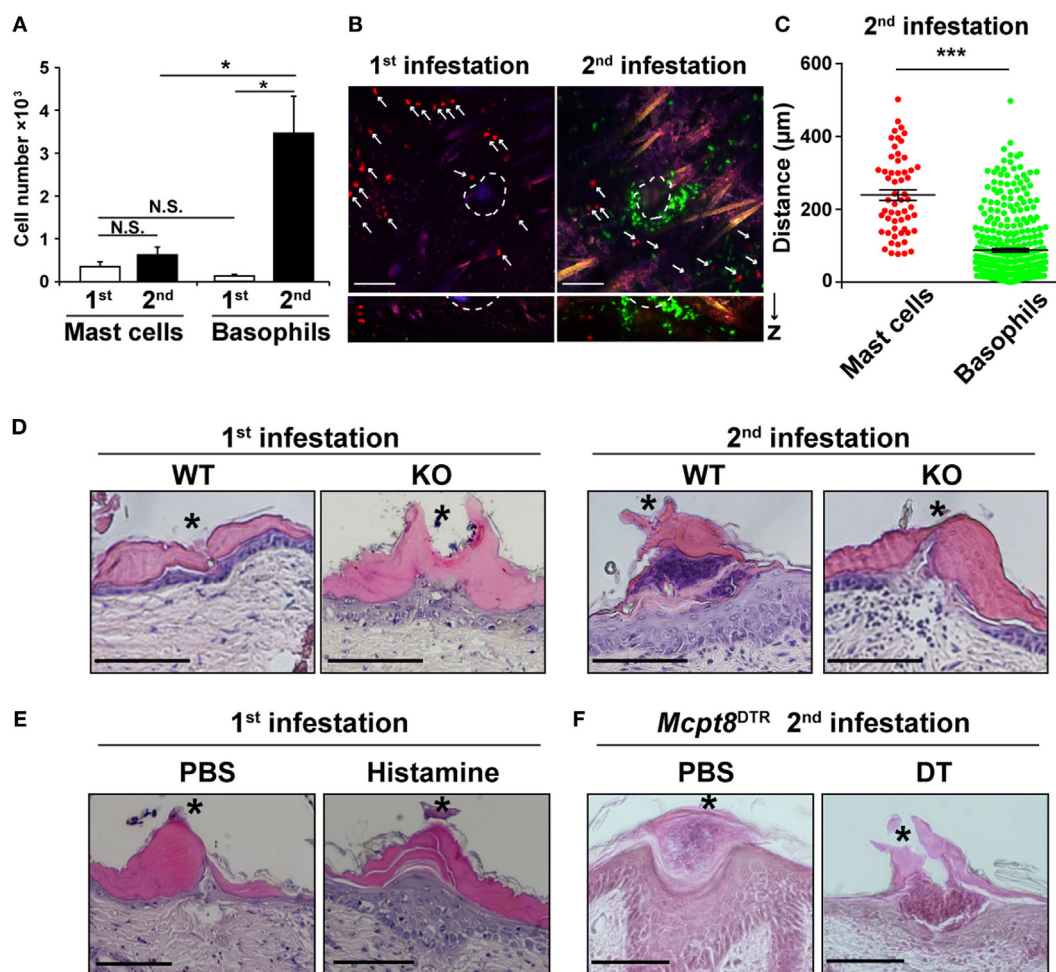 A
Cell number ×10³
5
4
3
2
1
0
*
*
N.S.
N.S.
1st 2nd 1st 2nd
Mast cells Basophils
B
1st infestation 2nd infestation
Z
C
2nd infestation
***
Distance (µm)
600
400
200
0
Mast cells
Basophils
D
1st infestation
WT KO
* *
2nd infestation
WT KO
* *
E
1st infestation
PBS Histamine
* *
F
Mcpt8DTR 2nd infestation
PBS DT
* *